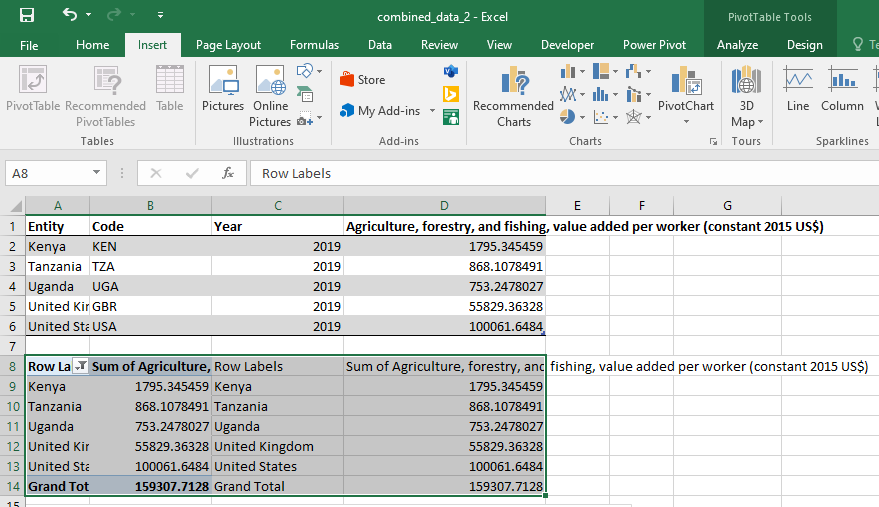 combined_data_2 - Excel
PivotTable Tools
File Home Insert Page Layout Formulas Data Review View Developer Power Pivot Analyze Design Te
PivotTable Recommended PivotTables Table
Tables
Pictures Online Pictures
Illustrations
Store
My Add-ins
Add-ins
Recommended Charts
PivotChart
Charts
3D Map
Tours
Line Column
Sparklines
A8 fx Row Labels
A B C D E F G
1 Entity Code Year Agriculture, forestry, and fishing, value added per worker (constant 2015 US$)
2 Kenya KEN 2019 1795.345459
3 Tanzania TZA 2019 868.1078491
4 Uganda UGA 2019 753.2478027
5 United Kin GBR 2019 55829.36328
6 United Sta USA 2019 100061.6484
7
8 Row La Sum of Agriculture, Row Labels Sum of Agriculture, forestry, and fishing, value added per worker (constant 2015 US$)
9 Kenya 1795.345459 Kenya 1795.345459
10 Tanzania 868.1078491 Tanzania 868.1078491
11 Uganda 753.2478027 Uganda 753.2478027
12 United Kin 55829.36328 United Kingdom 55829.36328
13 United Sta 100061.6484 United States 100061.6484
14 Grand Tot 159307.7128 Grand Total 159307.7128
15